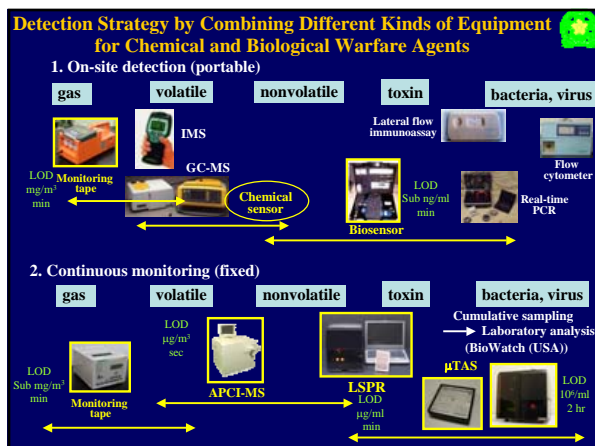 Detection Strategy by Combining Different Kinds of Equipment
for Chemical and Biological Warfare Agents
1. On-site detection (portable)
gas
volatile
nonvolatile
toxin
bacteria, virus
Lateral flow
immunoassay
IMS
Flow
cytometer
GC-MS
LOD
mg/m³
min
Monitoring
tape
Chemical
sensor
LOD
Sub ng/ml
min
Biosensor
Real-time
PCR
2. Continuous monitoring (fixed)
gas
volatile
nonvolatile
toxin
bacteria, virus
Cumulative sampling
Laboratory analysis
(BioWatch (USA))
LOD
µg/m³
sec
LOD
Sub mg/m³
min
Monitoring
tape
APCI-MS
LSPR
LOD
µg/ml
min
µTAS
LOD
10⁶/ml
2 hr